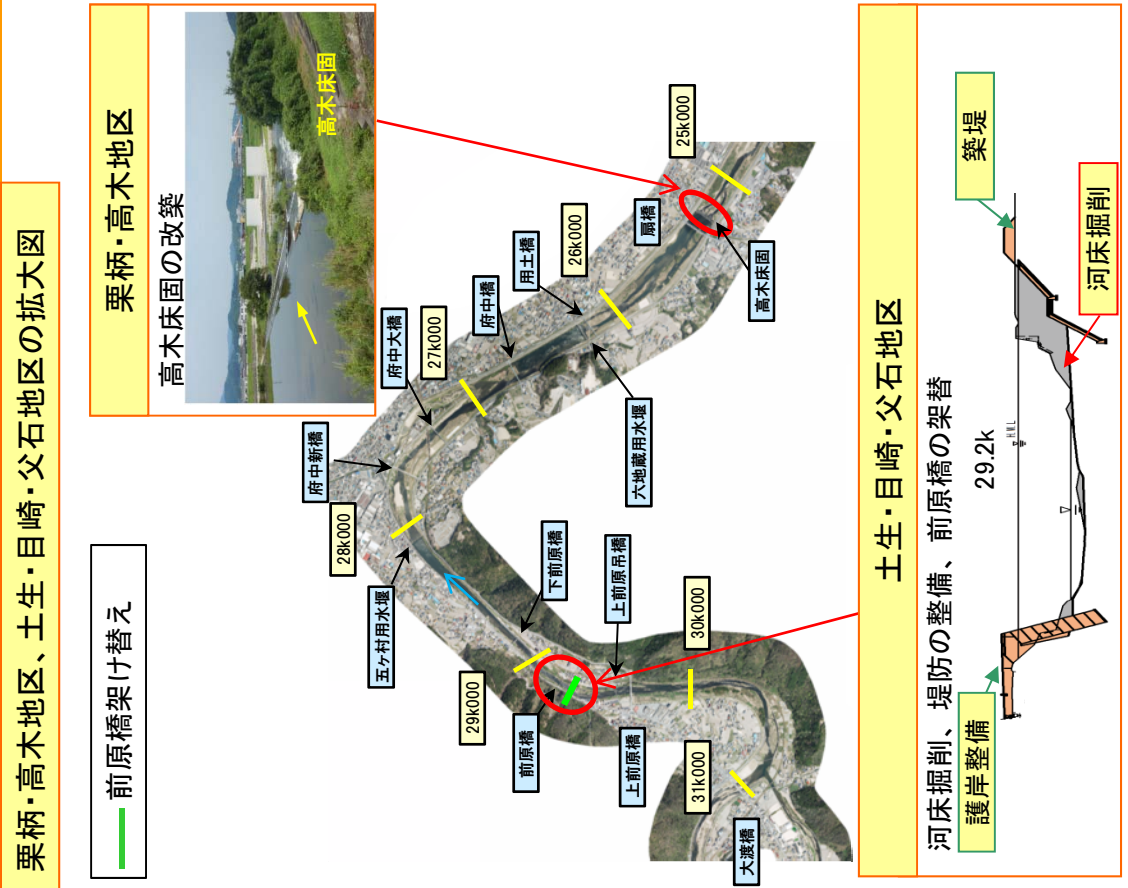 栗柄・高木地区、土生・目崎・父石地区の拡大図
前原橋架け替え
栗柄・高木地区
高木床固の改築
高木床固
25k000
扇橋
高木床固
26k000
用土橋
六地蔵用水堰
府中橋
27k000
府中大橋
府中新橋
28k000
五ヶ村用水堰
下前原橋
29k000
前原橋
上前原吊橋
30k000
上前原橋
31k000
大渡橋
土生・目崎・父石地区
河床掘削、堤防の整備、前原橋の架替
29.2k
H.W.L
護岸整備
築堤
河床掘削